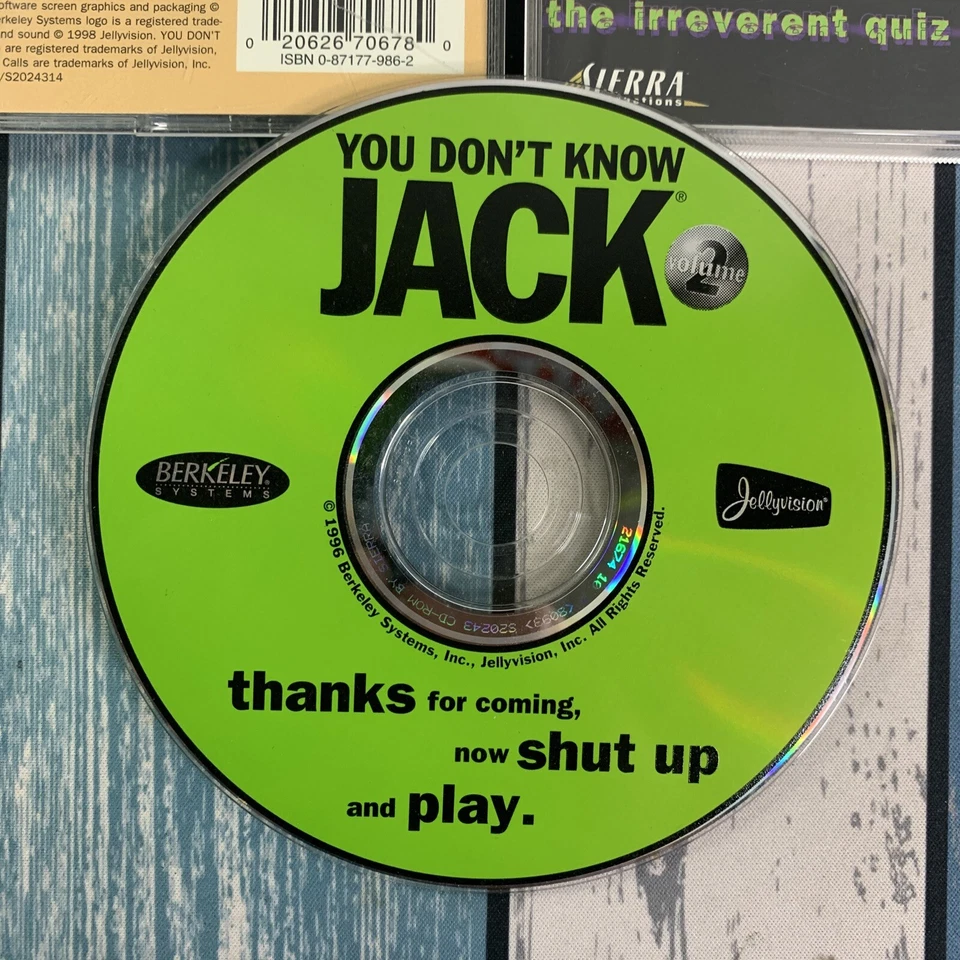 oftware screen graphics and packaging ©
rkeley Systems logo is a registered trade-
nd sound © 1998 Jellyvision. YOU DON'T
are registered trademarks of Jellyvision,
Calls are trademarks of Jellyvision, Inc.
/S2024314
0 20626 70678 0
ISBN 0-87177-986-2
the irreverent quiz
SIERRA
YOU DON'T KNOW
JACK®
volume 2
BERKELEY®
SYSTEMS
Jellyvision®
© 1996 Berkeley Systems, Inc., Jellyvision, Inc. All Rights Reserved.
thanks for coming,
now shut up
and play.